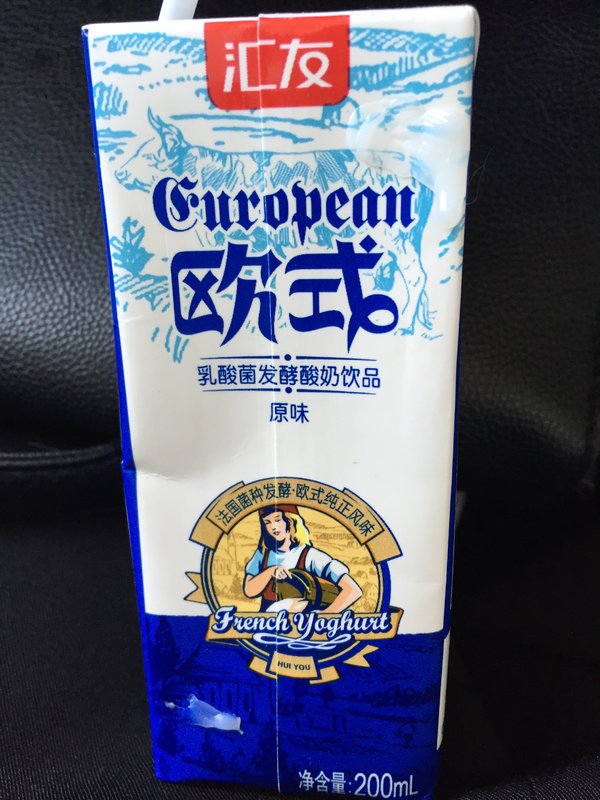 汇友
European
欧式
乳酸菌发酵酸奶饮品
原味
法国菌种发酵·欧式纯正风味
French Yoghurt
HUI YOU
净含量:200mL